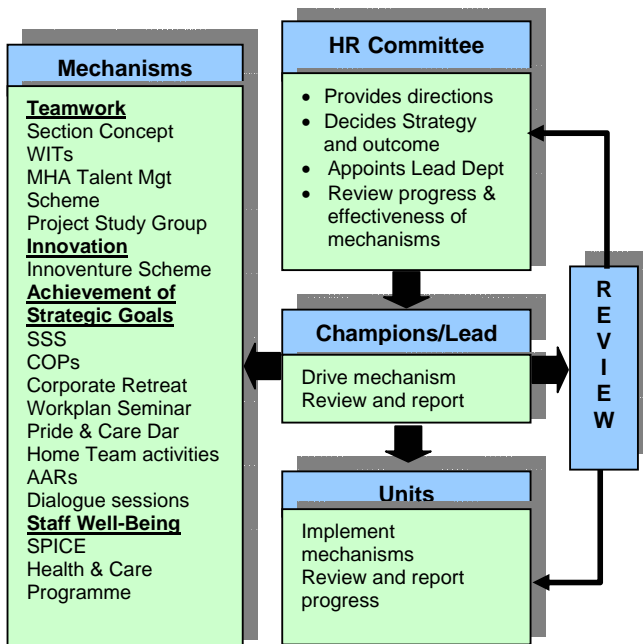 Mechanisms
Teamwork
Section Concept
WITs
MHA Talent Mgt
Scheme
Project Study Group
Innovation
Innoventure Scheme
Achievement of
Strategic Goals
SSS
COPs
Corporate Retreat
Workplan Seminar
Pride & Care Dar
Home Team activities
AARs
Dialogue sessions
Staff Well-Being
SPICE
Health & Care
Programme
HR Committee
• Provides directions
• Decides Strategy
and outcome
• Appoints Lead Dept
• Review progress &
effectiveness of
mechanisms
Champions/Lead
Drive mechanism
Review and report
Units
Implement
mechanisms
Review and report
progress
R
E
V
I
E
W